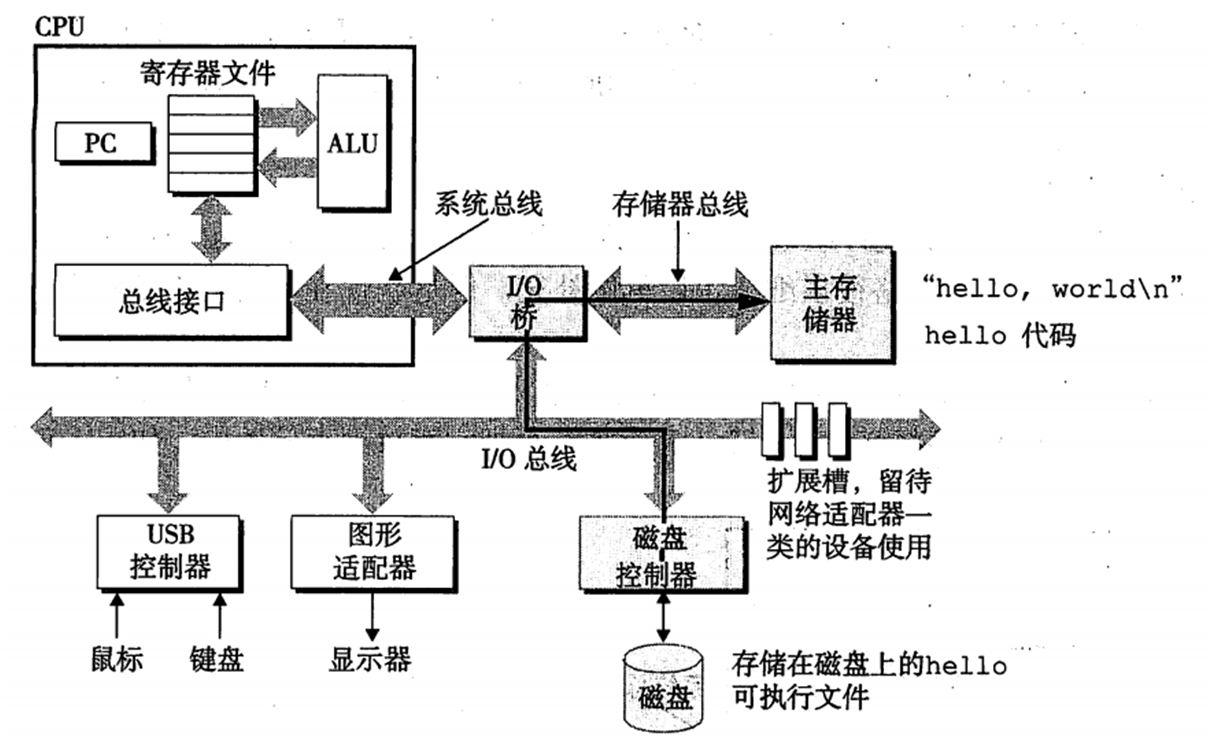 CPU
寄存器文件
PC
ALU
系统总线
存储器总线
总线接口
I/O
桥
主存
储器
“hello, world\n”
hello 代码
I/O 总线
扩展槽，留待
网络适配器一
类的设备使用
USB
控制器
图形
适配器
磁盘
控制器
鼠标
键盘
显示器
磁盘
存储在磁盘上的hello
可执行文件